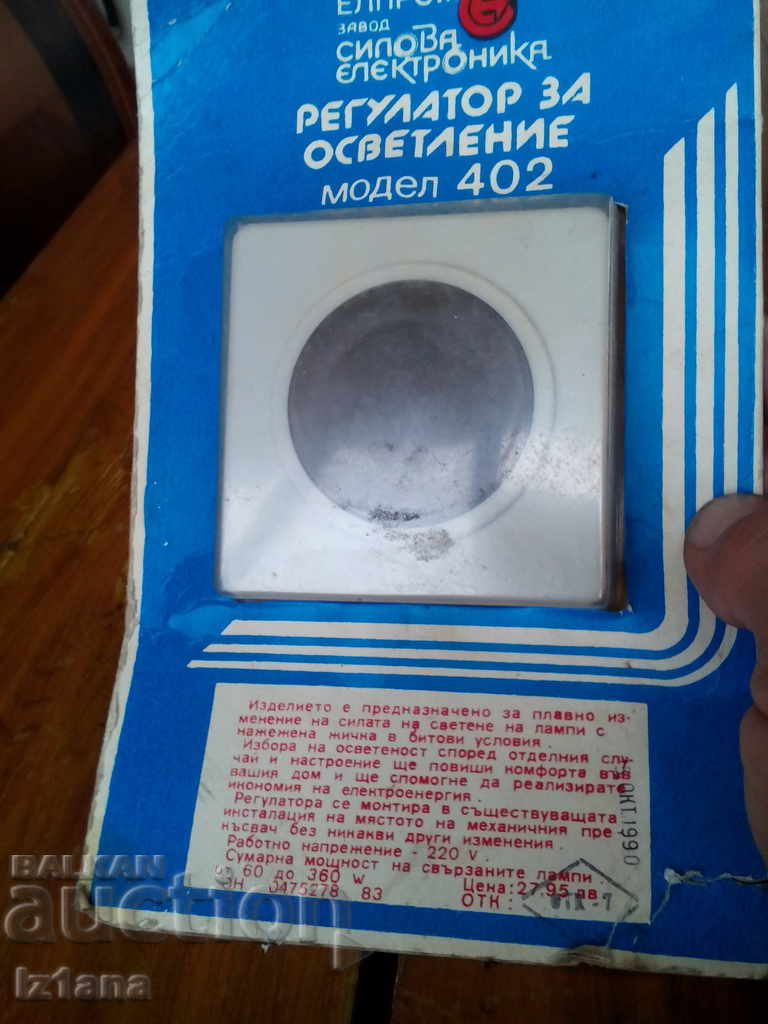 ЗАВОД
СИЛОВА
ЕЛЕКТРОНИКА
РЕГУЛАТОР ЗА
ОСВЕТЛЕНИЕ
МОДЕЛ 402
Изделието е предназначено за плавно из-
менение на силата на светене на лампи с
нажежена жичка в битови условия.
Избора на осветеност според отделния слу-
чай и настроение ще повиши комфорта във
вашия дом и ще спомогне да реализирате
икономия на електроенергия.
Регулатора се монтира в съществуващата
инсталация на мястото на механичния пре-
късвач без никакви други изменения.
Работно напрежение - 220 V.
Сумарна мощност на свързаните лампи
от 60 до 360 W Цена: 27.95 лв.
ОН 0475278 83 ОТК:
ОКТ. 1990
BALKAN
auction
Iz1ana